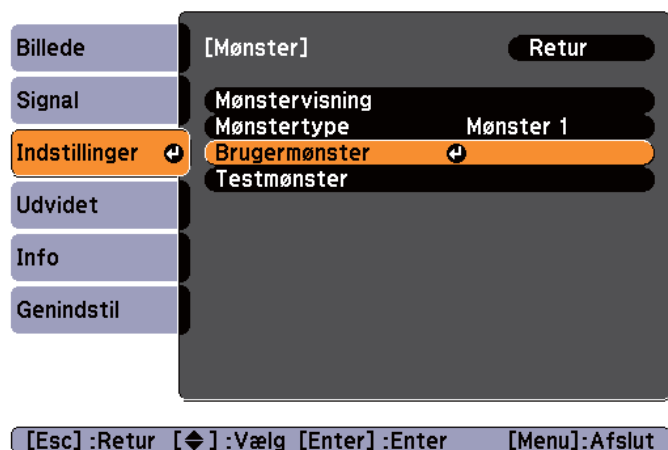 Billede
Signal
Indstillinger
Udvidet
Info
Genindstil
[Mønster] Retur
Mønstervisning
Mønstertype Mønster 1
Brugermønster
Testmønster
[Esc] :Retur [◆] :Vælg [Enter] :Enter [Menu]:Afslut